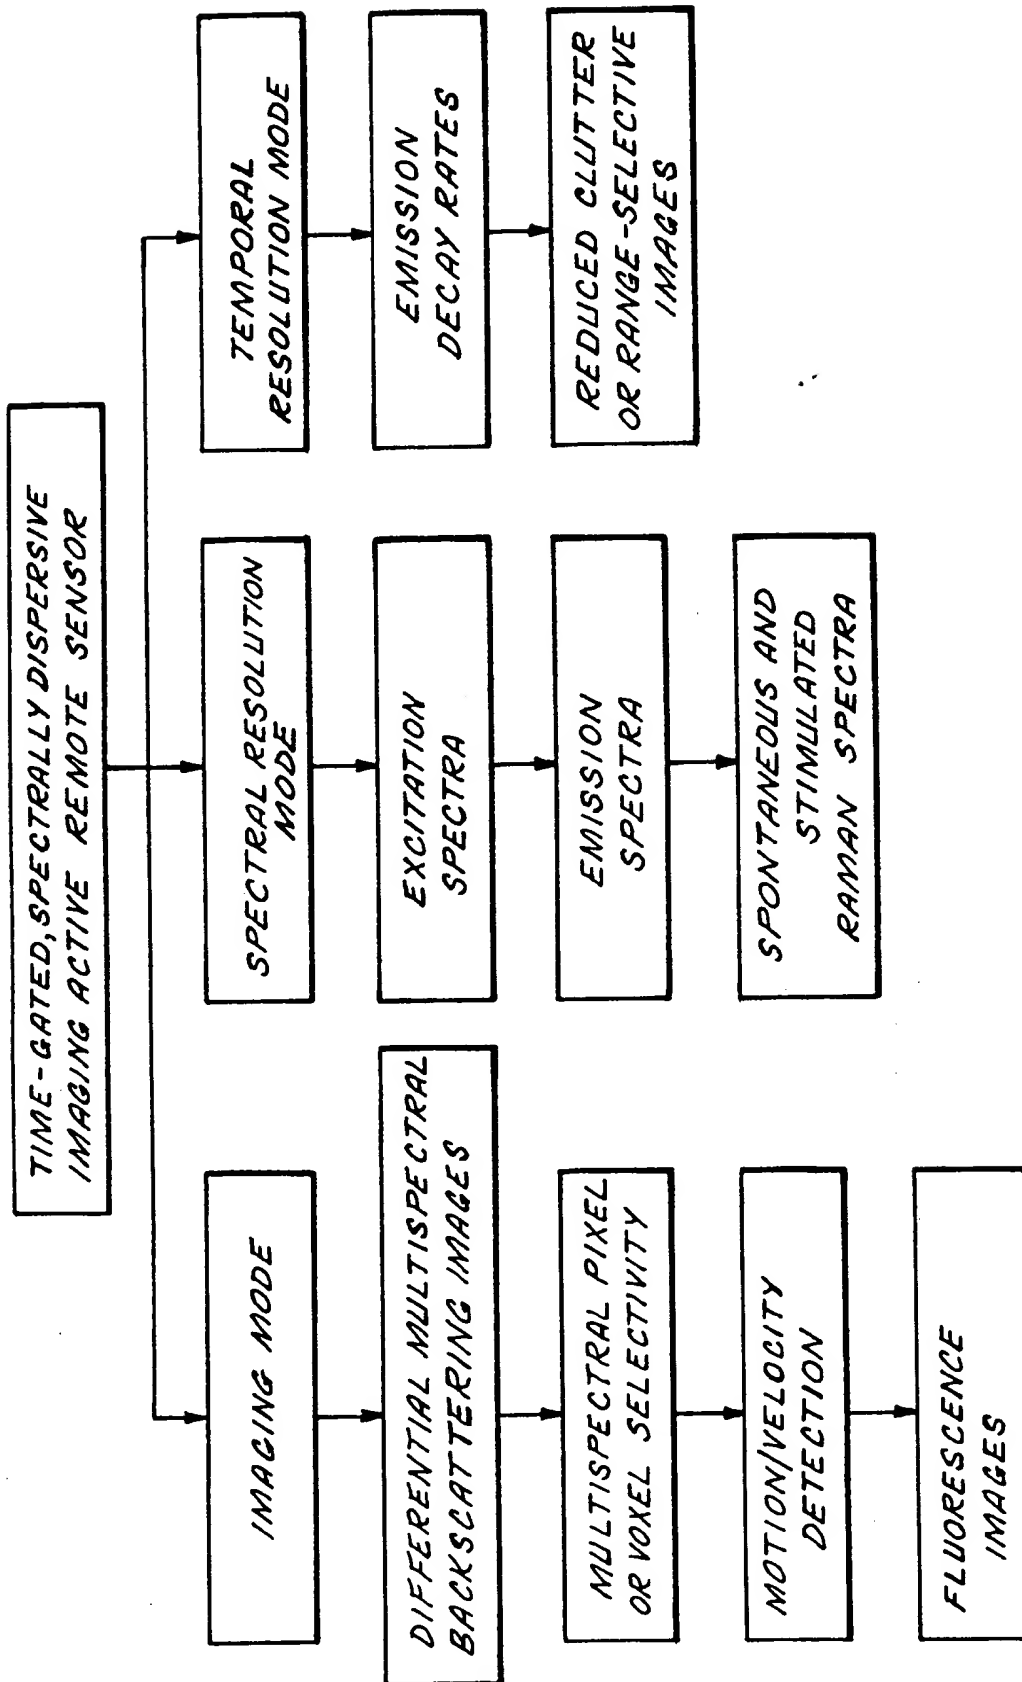 TIME-GATED, SPECTRALLY DISPERSIVE
IMAGING ACTIVE REMOTE SENSOR
IMAGING MODE
DIFFERENTIAL MULTISPECTRAL
BACKSCATTERING IMAGES
MULTISPECTRAL PIXEL
OR VOXEL SELECTIVITY
MOTION/VELOCITY
DETECTION
FLUORESCENCE
IMAGES
SPECTRAL RESOLUTION
MODE
EXCITATION
SPECTRA
EMISSION
SPECTRA
SPONTANEOUS AND
STIMULATED
RAMAN SPECTRA
TEMPORAL
RESOLUTION MODE
EMISSION
DECAY RATES
REDUCED CLUTTER
OR RANGE-SELECTIVE
IMAGES